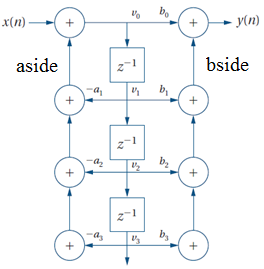 x(n) + v₀ b₀ + y(n)
aside z⁻¹ bside
+ −a₁ v₁ b₁ +
z⁻¹
+ −a₂ v₂ b₂ +
z⁻¹
+ −a₃ v₃ b₃ +